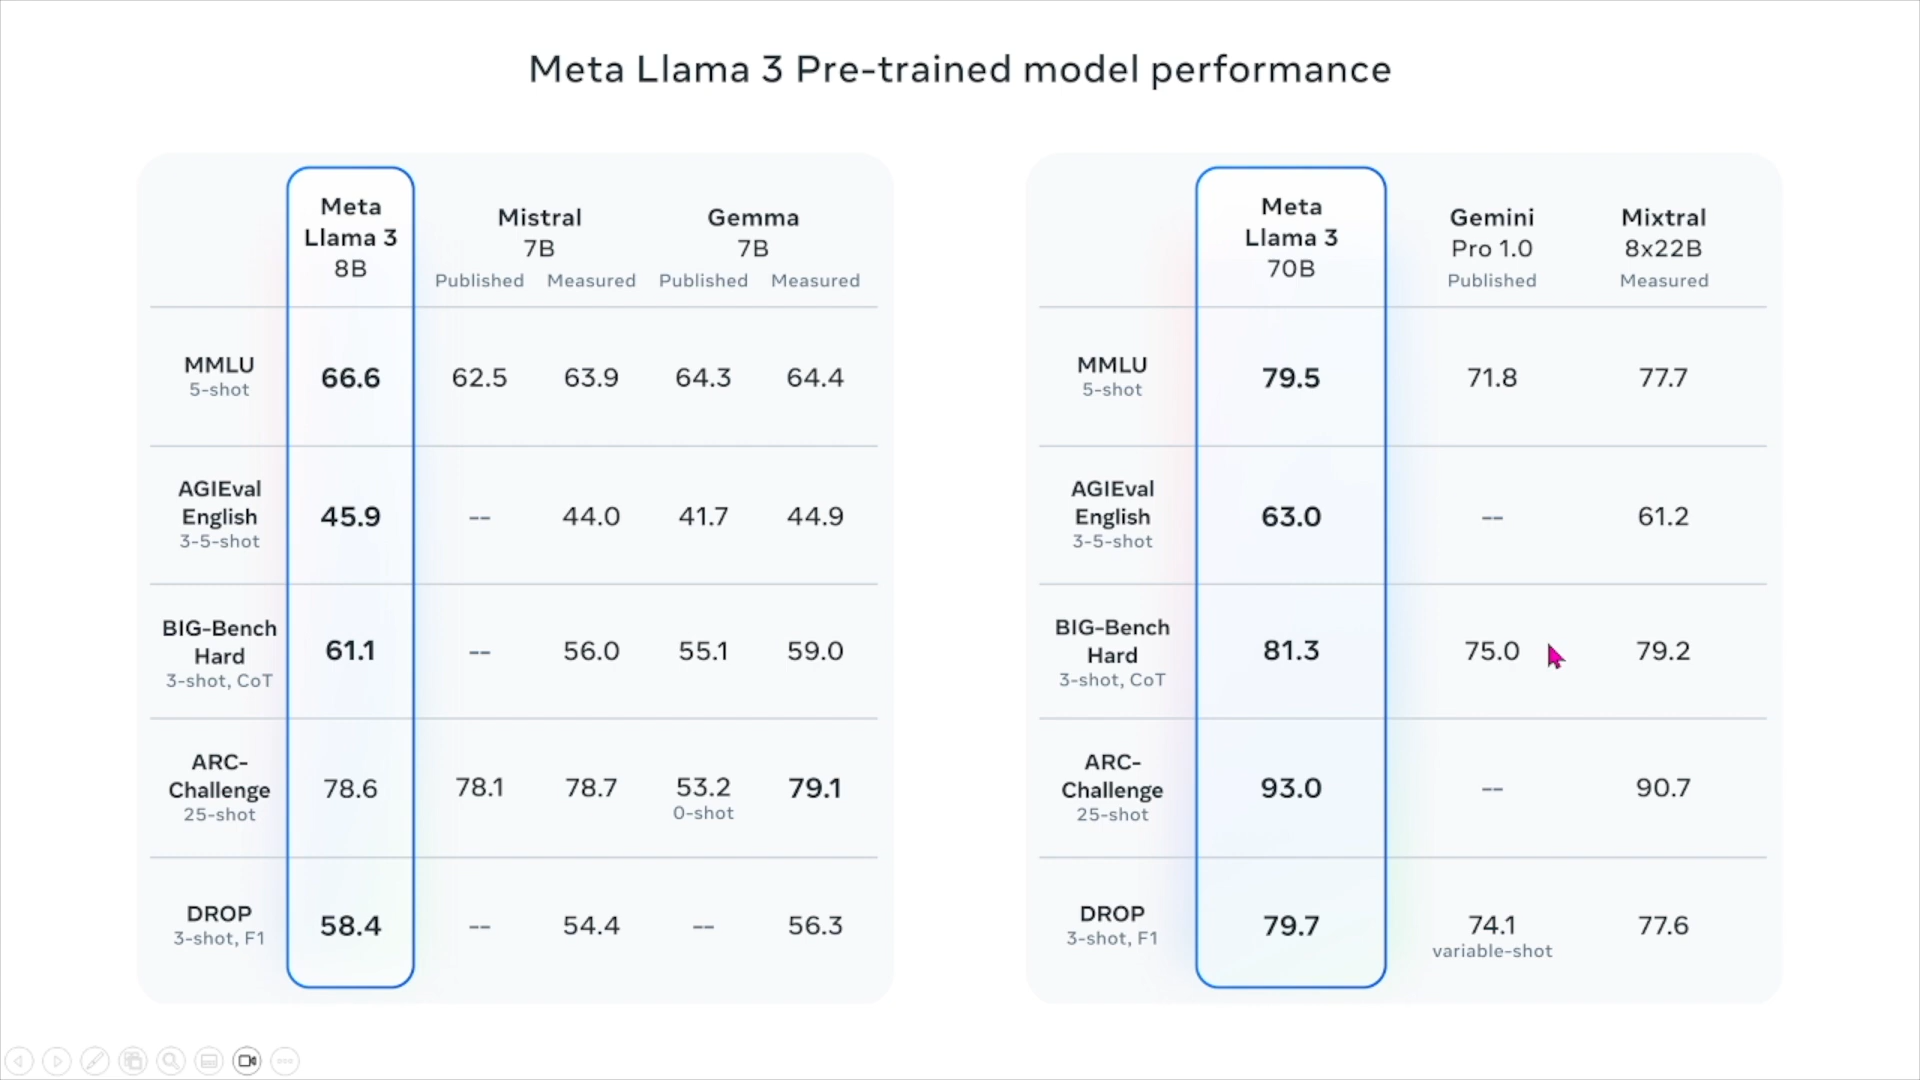 Meta Llama 3 Pre-trained model performance
Meta
Llama 3
8B
Mistral
7B
Gemma
7B
Published Measured Published Measured
MMLU
5-shot
66.6 62.5 63.9 64.3 64.4
AGIEval
English
3-5-shot
45.9 -- 44.0 41.7 44.9
BIG-Bench
Hard
3-shot, CoT
61.1 -- 56.0 55.1 59.0
ARC-
Challenge
25-shot
78.6 78.1 78.7 53.2 79.1
0-shot
DROP
3-shot, F1
58.4 -- 54.4 -- 56.3
Meta
Llama 3
70B
Gemini
Pro 1.0
Published
Mixtral
8x22B
Measured
MMLU
5-shot
79.5 71.8 77.7
AGIEval
English
3-5-shot
63.0 -- 61.2
BIG-Bench
Hard
3-shot, CoT
81.3 75.0 79.2
ARC-
Challenge
25-shot
93.0 -- 90.7
DROP
3-shot, F1
79.7 74.1 77.6
variable-shot